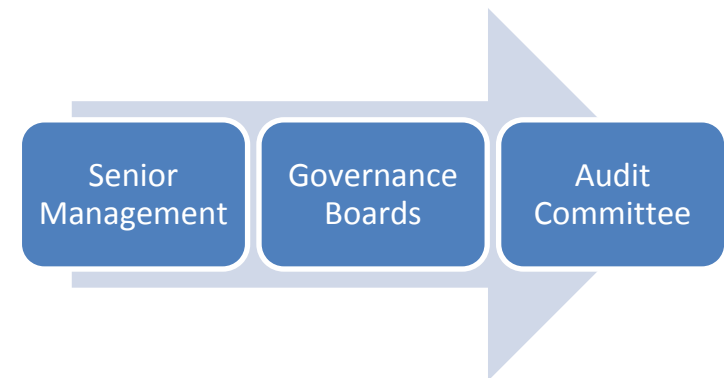 Senior
Management
Governance
Boards
Audit
Committee